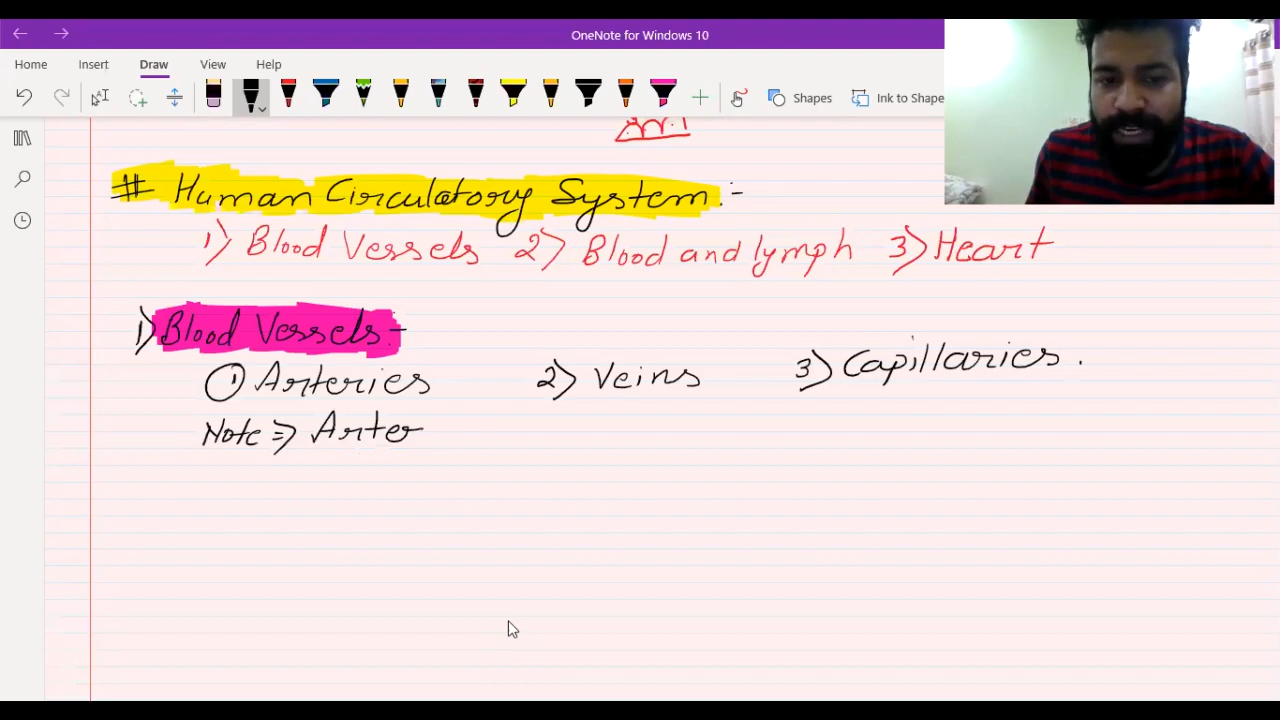 OneNote for Windows 10
Home Insert Draw View Help
Shapes Ink to Shape
# Human Circulatory System :-
1) Blood Vessels 2) Blood and lymph 3) Heart
1) Blood Vessels :-
1) Arteries 2) Veins 3) Capillaries .
Note => Arter